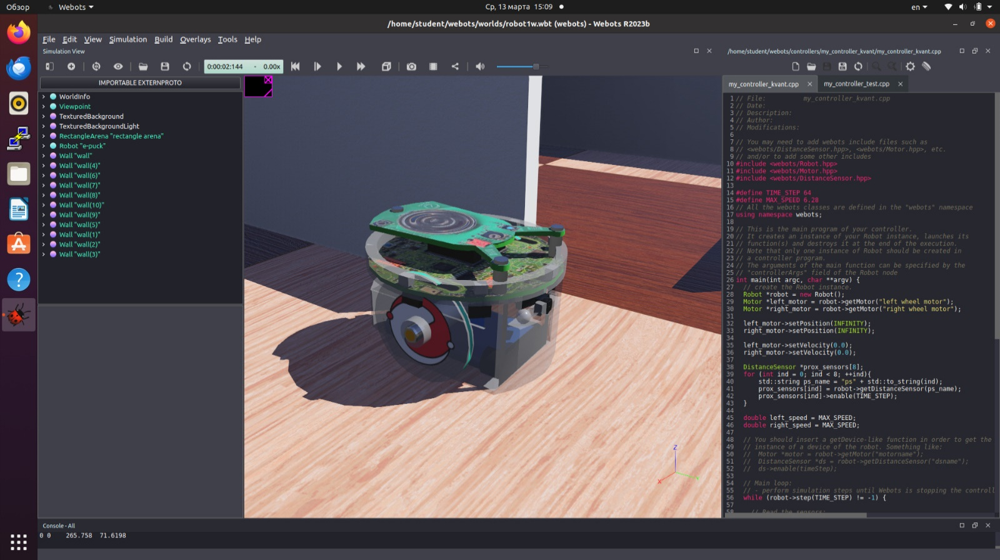 Обзор
Webots
Ср, 13 марта 15:09
en
/home/student/webots/worlds/robot1w.wbt (webots) - Webots R2023b
File Edit View Simulation Build Overlays Tools Help
Simulation View
/home/student/webots/controllers/my_controller_kvant/my_controller_kvant.cpp
0:00:02:144 - 0.00x
IMPORTABLE EXTERNPROTO
WorldInfo
Viewpoint
TexturedBackground
TexturedBackgroundLight
RectangleArena "rectangle arena"
Robot "e-puck"
Wall "wall"
Wall "wall(4)"
Wall "wall(6)"
Wall "wall(7)"
Wall "wall(8)"
Wall "wall(10)"
Wall "wall(9)"
Wall "wall(5)"
Wall "wall(1)"
Wall "wall(2)"
Wall "wall(3)"
Z
X
my_controller_kvant.cpp
my_controller_test.cpp
1 // File: my_controller_kvant.cpp
2 // Date:
3 // Description:
4 // Author:
5 // Modifications:
6
7 // You may need to add webots include files such as
8 // <webots/DistanceSensor.hpp>, <webots/Motor.hpp>, etc.
9 // and/or to add some other includes
10 #include <webots/Robot.hpp>
11 #include <webots/Motor.hpp>
12 #include <webots/DistanceSensor.hpp>
13
14 #define TIME_STEP 64
15 #define MAX_SPEED 6.28
16 // All the webots classes are defined in the "webots" namespace
17 using namespace webots;
18
19 // This is the main program of your controller.
20 // It creates an instance of your Robot instance, launches its
21 // function(s) and destroys it at the end of the execution.
22 // Note that only one instance of Robot should be created in
23 // a controller program.
24 // The arguments of the main function can be specified by the
25 // "controllerArgs" field of the Robot node
26 int main(int argc, char **argv) {
27 // create the Robot instance.
28 Robot *robot = new Robot();
29 Motor *left_motor = robot->getMotor("left wheel motor");
30 Motor *right_motor = robot->getMotor("right wheel motor");
31
32 left_motor->setPosition(INFINITY);
33 right_motor->setPosition(INFINITY);
34
35 left_motor->setVelocity(0.0);
36 right_motor->setVelocity(0.0);
37
38 DistanceSensor *prox_sensors[8];
39 for (int ind = 0; ind < 8; ++ind){
40 std::string ps_name = "ps" + std::to_string(ind);
41 prox_sensors[ind] = robot->getDistanceSensor(ps_name);
42 prox_sensors[ind]->enable(TIME_STEP);
43 }
44
45 double left_speed = MAX_SPEED;
46 double right_speed = MAX_SPEED;
47
48 // You should insert a getDevice-like function in order to get the
49 // instance of a device of the robot. Something like:
50 // Motor *motor = robot->getMotor("motorname");
51 // DistanceSensor *ds = robot->getDistanceSensor("dsname");
52 // ds->enable(timeStep);
53
54 // Main loop:
55 // - perform simulation steps until Webots is stopping the controll
56 while (robot->step(TIME_STEP) != -1) {
57
58 // Read the sensors:
Console - All
0 0 265.758 71.6198